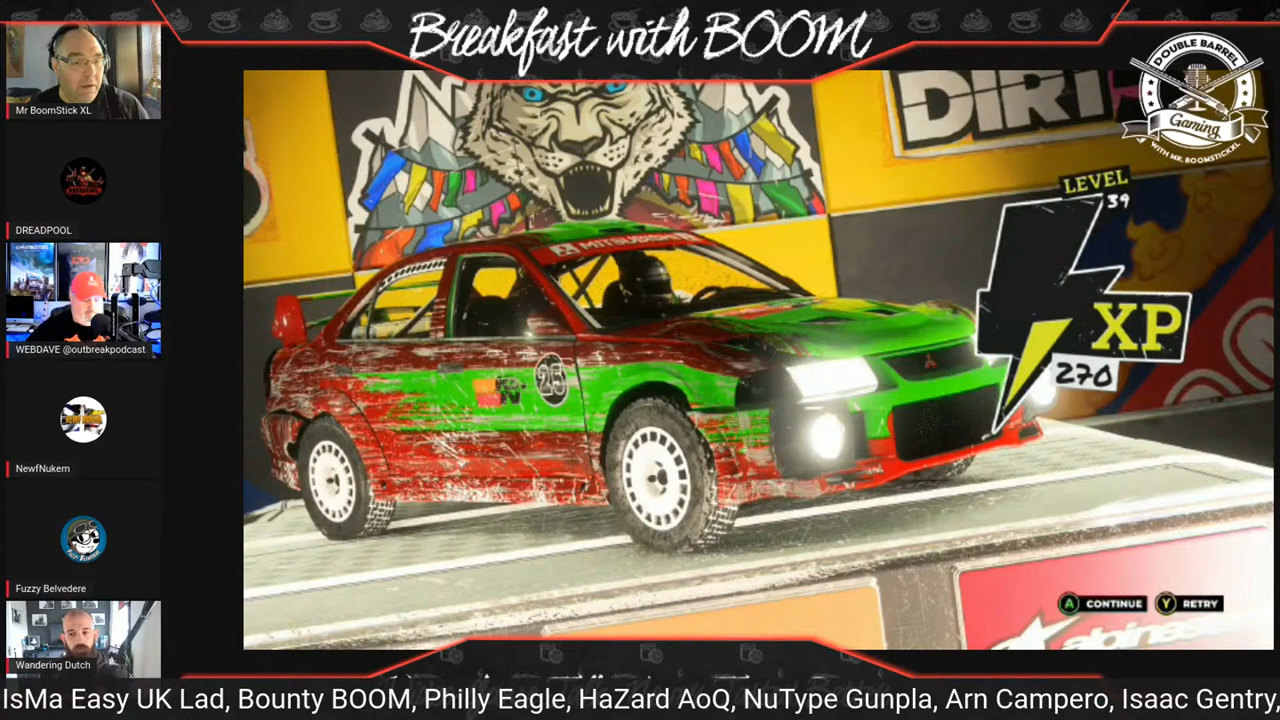 Breakfast with BOOM
Mr BoomStick XL
DREADPOOL
WEBDAVE @outbreakpodcast
NewfNukem
Fuzzy Belvedere
Wandering Dutch
DOUBLE BARREL
Gaming
WITH MR. BOOMSTICKXL
DIRT
LEVEL
39
XP
270
MITSUBISHI
25
A CONTINUE Y RETRY
IsMa Easy UK Lad, Bounty BOOM, Philly Eagle, HaZard AoQ, NuType Gunpla, Arn Campero, Isaac Gentry,